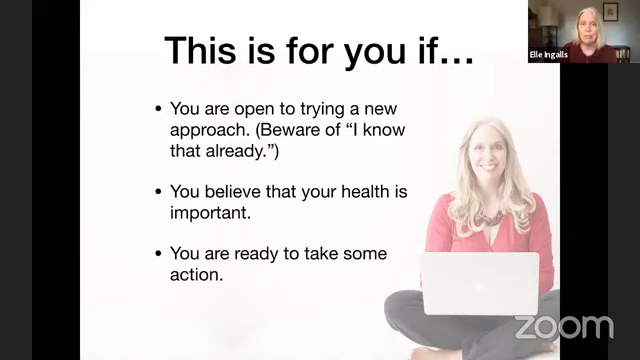 This is for you if…
• You are open to trying a new
approach. (Beware of “I know
that already.”)
• You believe that your health is
important.
• You are ready to take some
action.
Elle Ingalls
zoom